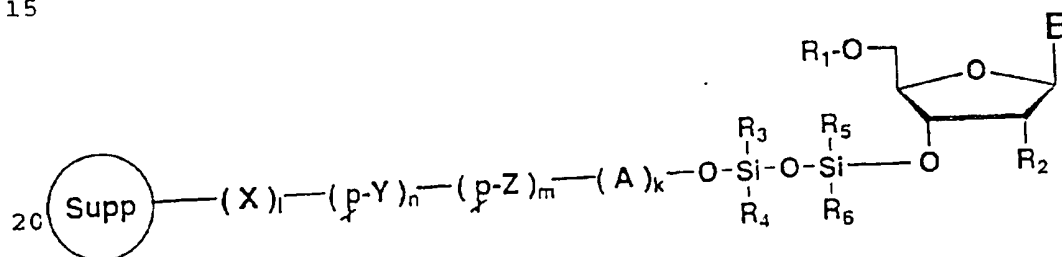 15
B
R₁-O
O
R₃ R₅
20 Supp (X)ₗ (p-Y)ₙ (p-Z)ₘ (A)ₖ O-Si-O-Si O R₂
R₄ R₆